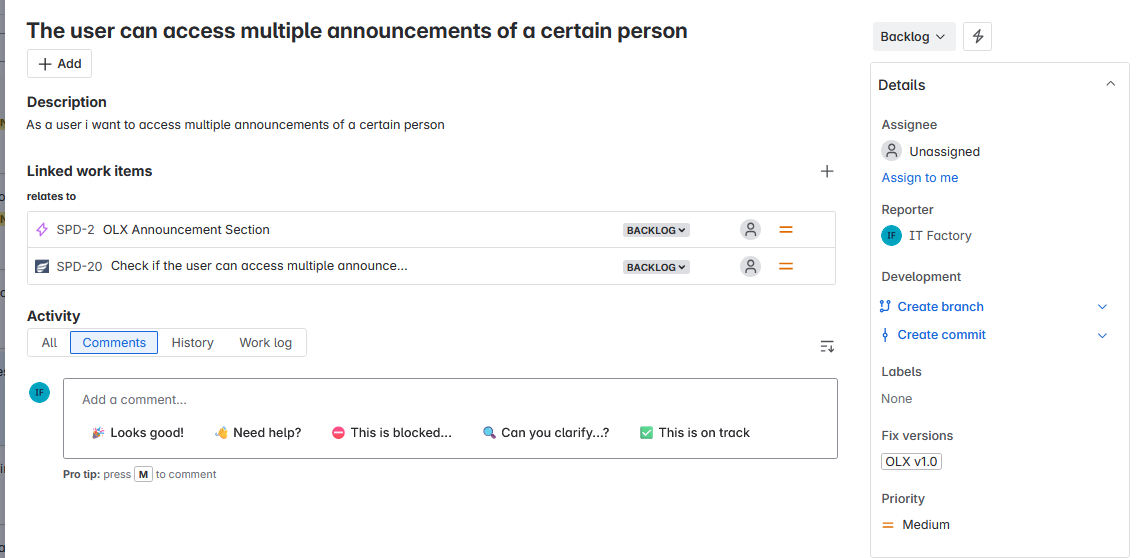 The user can access multiple announcements of a certain person
Add
Description
As a user i want to access multiple announcements of a certain person
Linked work items
relates to
SPD-2 OLX Announcement Section BACKLOG
SPD-20 Check if the user can access multiple announce... BACKLOG
Activity
All Comments History Work log
IF
Add a comment...
Looks good! Need help? This is blocked... Can you clarify...? This is on track
Pro tip: press M to comment
Backlog
Details
Assignee
Unassigned
Assign to me
Reporter
IF IT Factory
Development
Create branch
Create commit
Labels
None
Fix versions
OLX v1.0
Priority
Medium